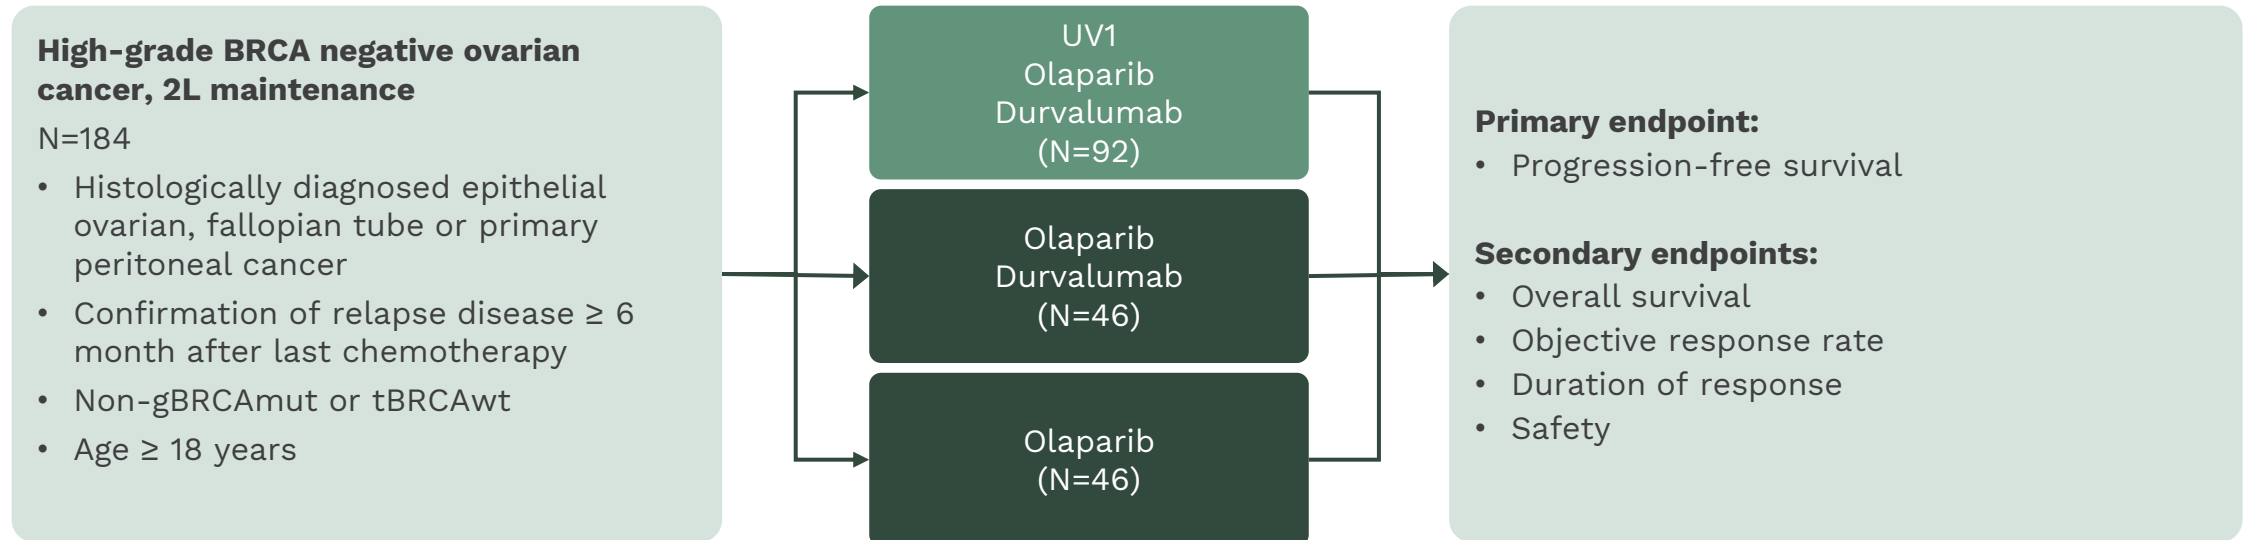 High-grade BRCA negative ovarian
cancer, 2L maintenance
N=184
• Histologically diagnosed epithelial
ovarian, fallopian tube or primary
peritoneal cancer
• Confirmation of relapse disease ≥ 6
month after last chemotherapy
• Non-gBRCAmut or tBRCAwt
• Age ≥ 18 years
UV1
Olaparib
Durvalumab
(N=92)
Olaparib
Durvalumab
(N=46)
Olaparib
(N=46)
Primary endpoint:
• Progression-free survival
Secondary endpoints:
• Overall survival
• Objective response rate
• Duration of response
• Safety